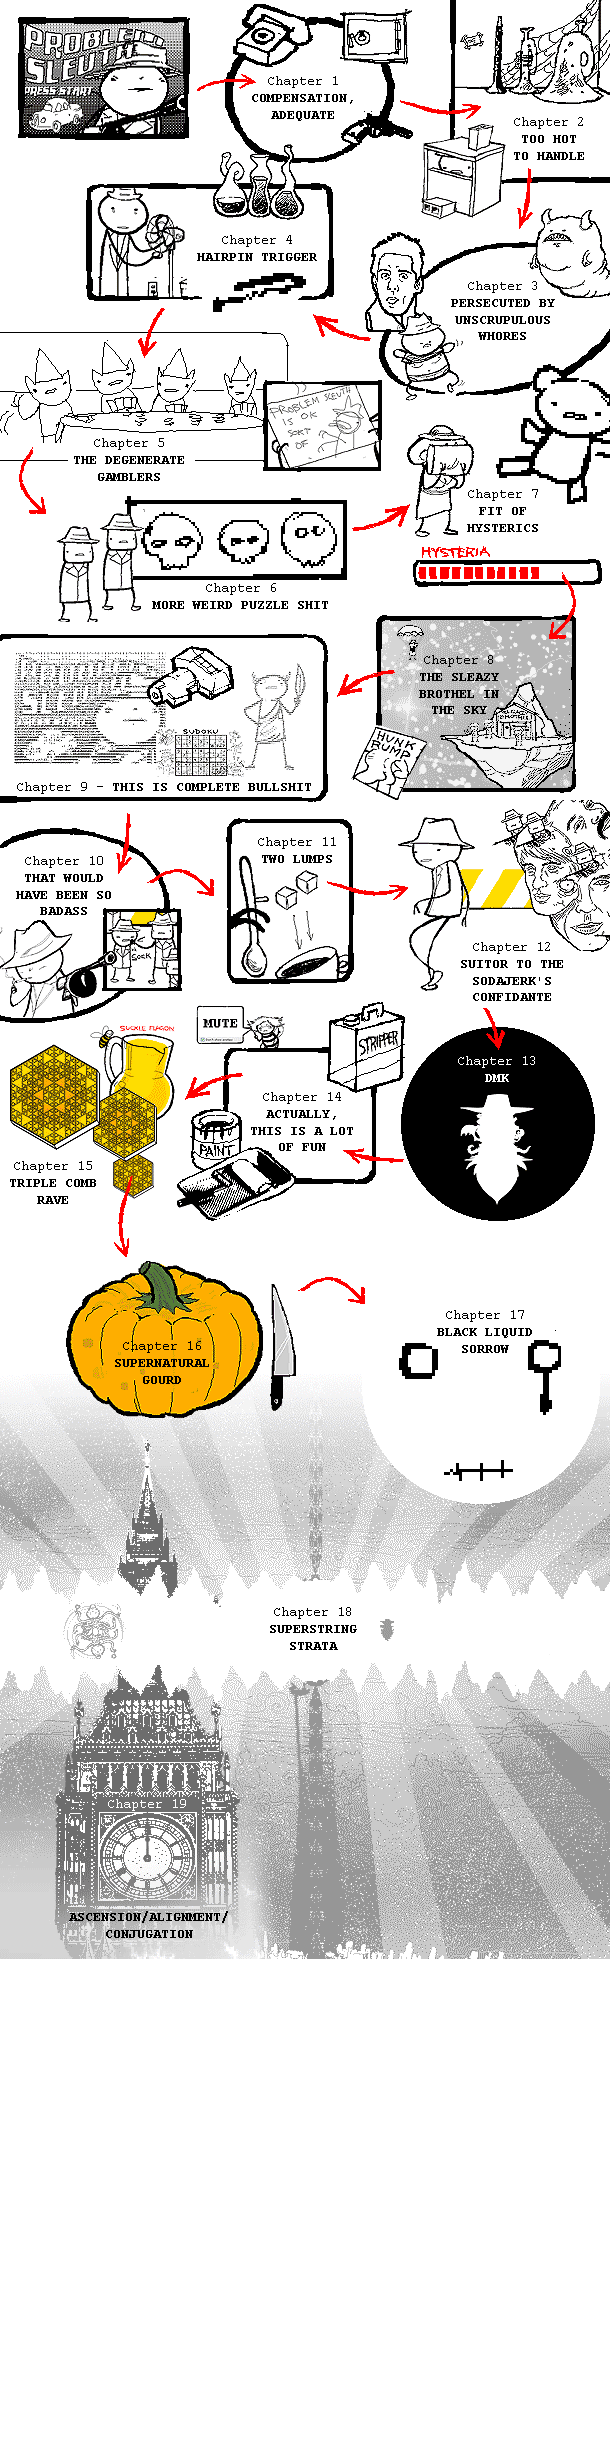 PROBLEM
SLEUTH
PRESS START
Chapter 1
COMPENSATION,
ADEQUATE
Chapter 2
TOO HOT
TO HANDLE
Chapter 3
PERSECUTED BY
UNSCRUPULOUS
WHORES
Chapter 4
HAIRPIN TRIGGER
Chapter 5
THE DEGENERATE
GAMBLERS
PROBLEM SLEUTH
IS OK
SORT
OF
Chapter 6
MORE WEIRD PUZZLE SHIT
Chapter 7
FIT OF
HYSTERICS
HYSTERIA
Chapter 8
THE SLEAZY
BROTHEL IN
THE SKY
HUNK
RUMP
PROBLEM
SLEUTH
SUDOKU
Chapter 9 - THIS IS COMPLETE BULLSHIT
Chapter 10
THAT WOULD
HAVE BEEN SO
BADASS
SOCK
Chapter 11
TWO LUMPS
Chapter 12
SUITOR TO THE
SODAJERK'S
CONFIDANTE
Chapter 13
DMK
MUTE
STRIPPER
PAINT
Chapter 14
ACTUALLY,
THIS IS A LOT
OF FUN
SUCKLE FLAGON
Chapter 15
TRIPLE COMB
RAVE
Chapter 16
SUPERNATURAL
GOURD
Chapter 17
BLACK LIQUID
SORROW
Chapter 18
SUPERSTRING
STRATA
Chapter 19
ASCENSION/ALIGNMENT/
CONJUGATION